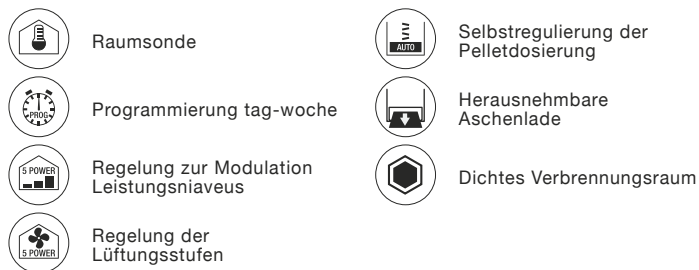 Raumsonde
PROG.
Programmierung tag-woche
5 POWER
Regelung zur Modulation
Leistungsniaveus
5 POWER
Regelung der
Lüftungsstufen
AUTO
Selbstregulierung der
Pelletdosierung
Herausnehmbare
Aschenlade
Dichtes Verbrennungsraum